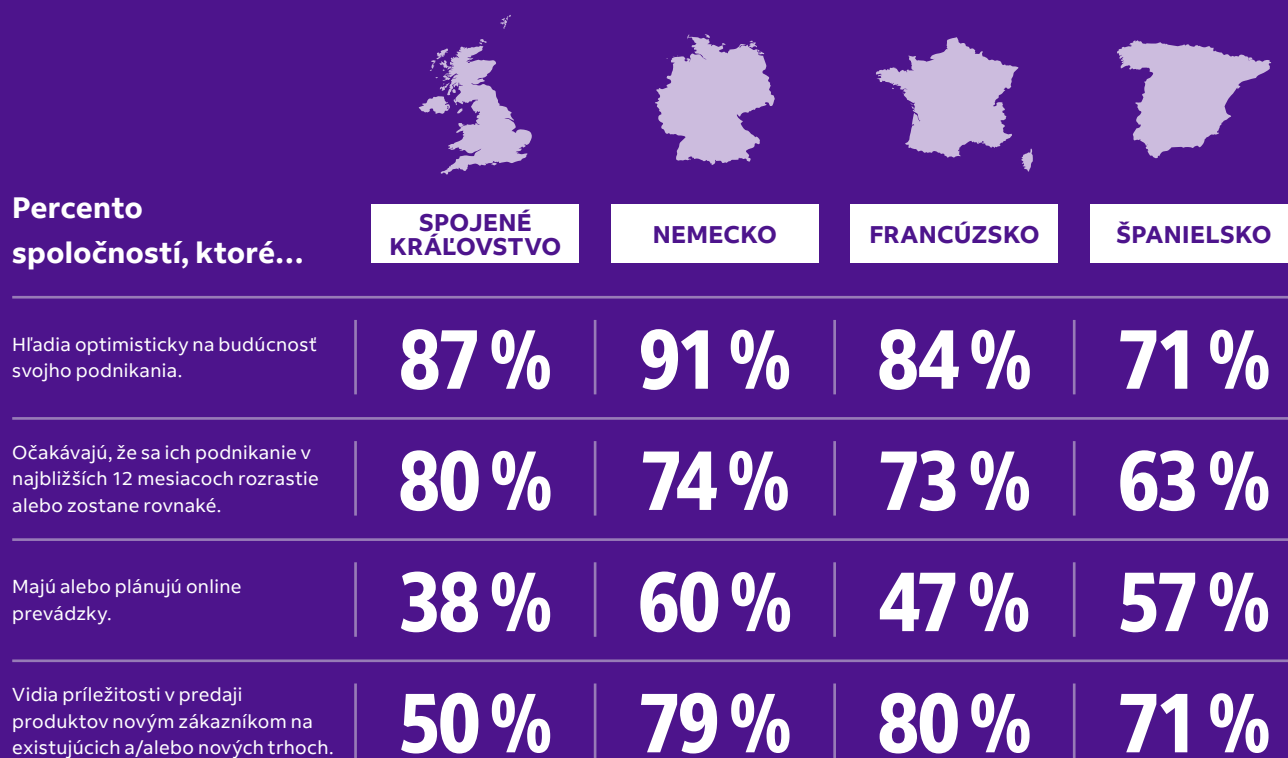 Percento
spoločností, ktoré...
SPOJENÉ
KRÁĽOVSTVO
NEMECKO
FRANCÚZSKO
ŠPANIELSKO
Hľadia optimisticky na budúcnosť
svojho podnikania.
87 %
91 %
84 %
71 %
Očakávajú, že sa ich podnikanie v
najbližších 12 mesiacoch rozrastie
alebo zostane rovnaké.
80 %
74 %
73 %
63 %
Majú alebo plánujú online
prevádzky.
38 %
60 %
47 %
57 %
Vidia príležitosti v predaji
produktov novým zákazníkom na
existujúcich a/alebo nových trhoch.
50 %
79 %
80 %
71 %